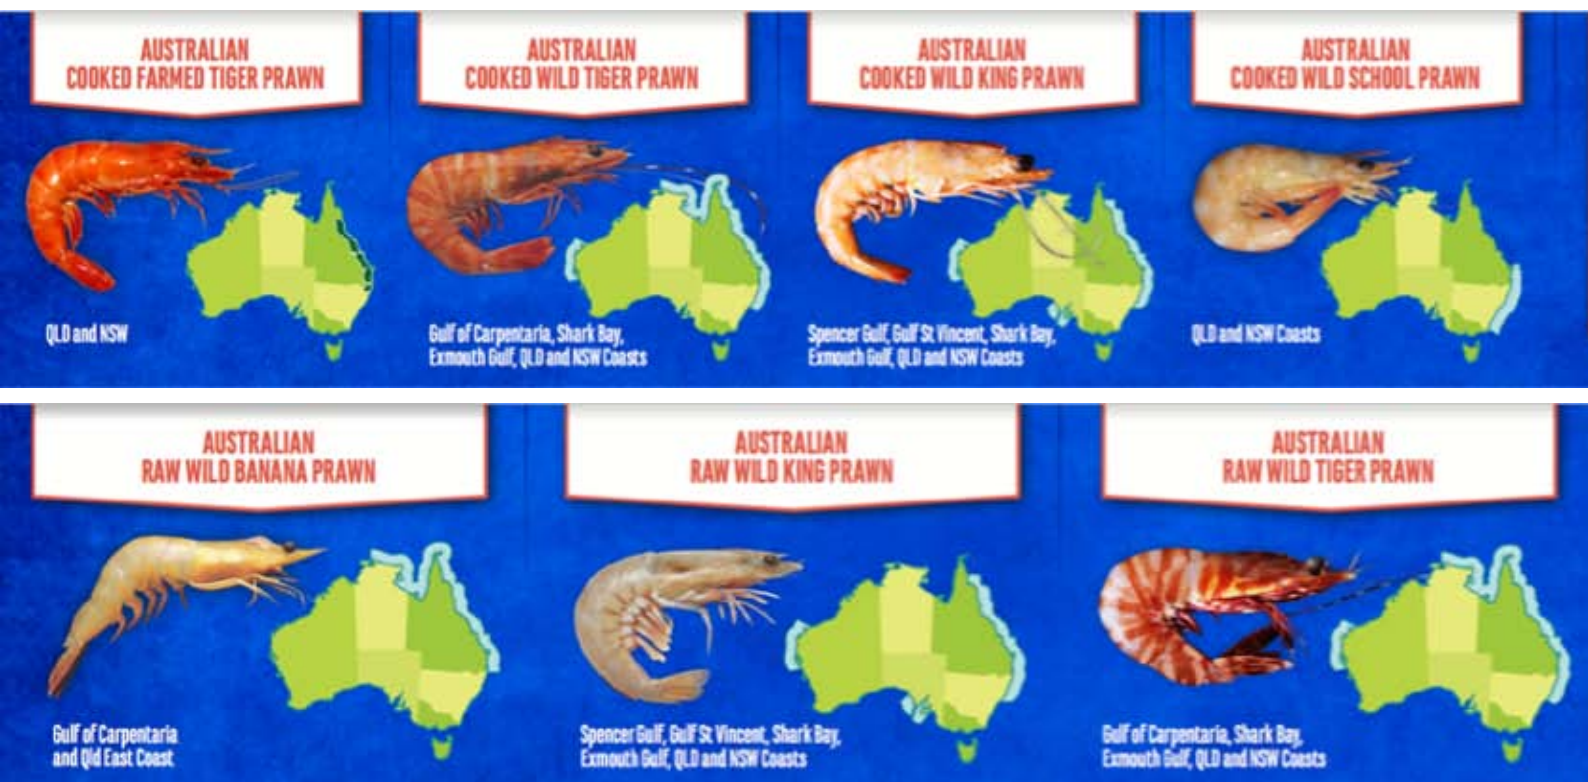 AUSTRALIAN
COOKED FARMED TIGER PRAWN
QLD and NSW
AUSTRALIAN
COOKED WILD TIGER PRAWN
Gulf of Carpentaria, Shark Bay,
Exmouth Gulf, QLD and NSW Coasts
AUSTRALIAN
COOKED WILD KING PRAWN
Spencer Gulf, Gulf St Vincent, Shark Bay,
Exmouth Gulf, QLD and NSW Coasts
AUSTRALIAN
COOKED WILD SCHOOL PRAWN
QLD and NSW Coasts
AUSTRALIAN
RAW WILD BANANA PRAWN
Gulf of Carpentaria
and Qld East Coast
AUSTRALIAN
RAW WILD KING PRAWN
Spencer Gulf, Gulf St Vincent, Shark Bay,
Exmouth Gulf, QLD and NSW Coasts
AUSTRALIAN
RAW WILD TIGER PRAWN
Gulf of Carpentaria, Shark Bay,
Exmouth Gulf, QLD and NSW Coasts